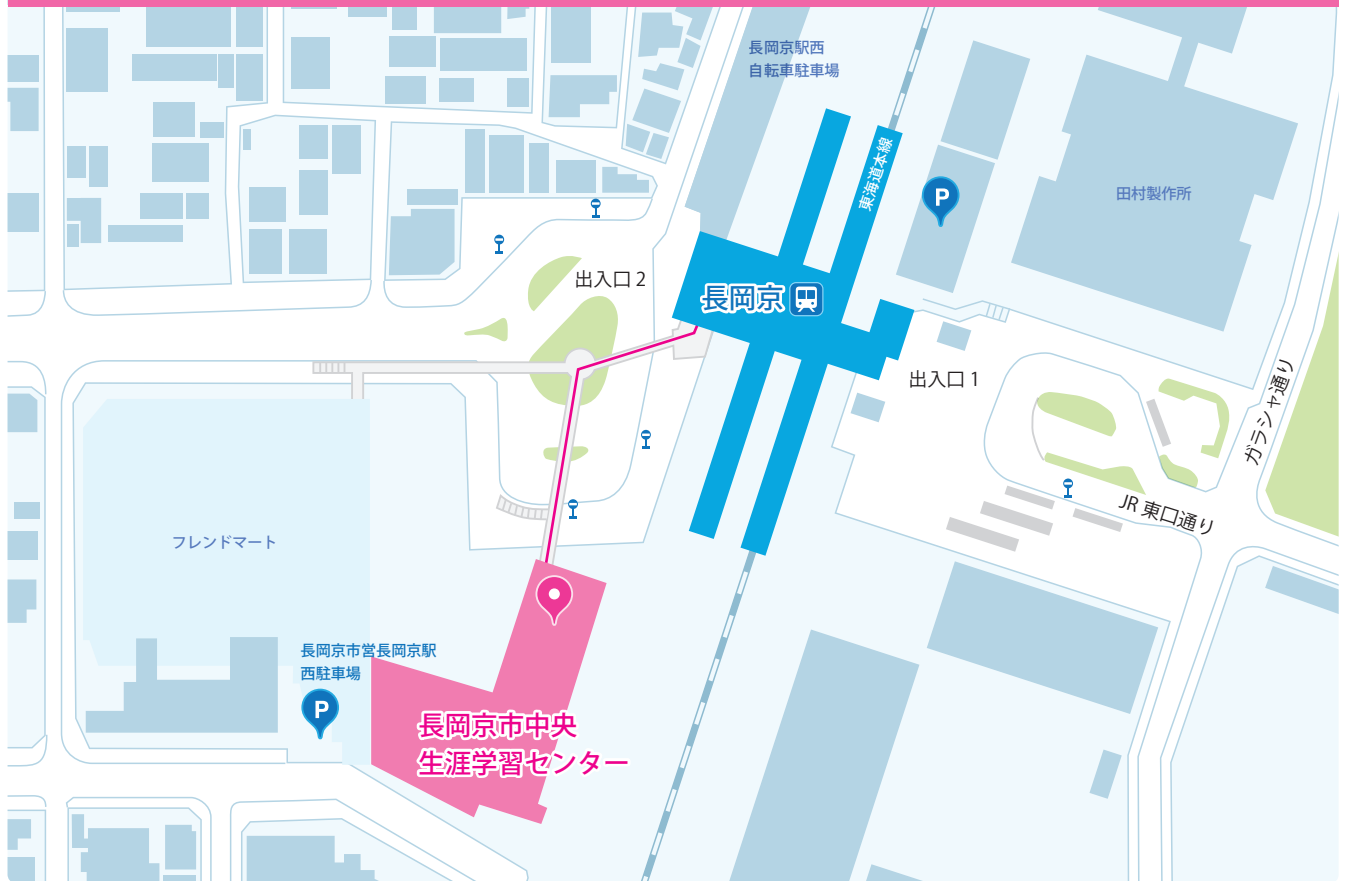 長岡京駅西
自転車駐車場
東海道本線
P
田村製作所
出入口 2
長岡京
出入口 1
ガラシャ通り
JR 東口通り
フレンドマート
長岡京市営長岡京駅
西駐車場
P
長岡京市中央
生涯学習センター